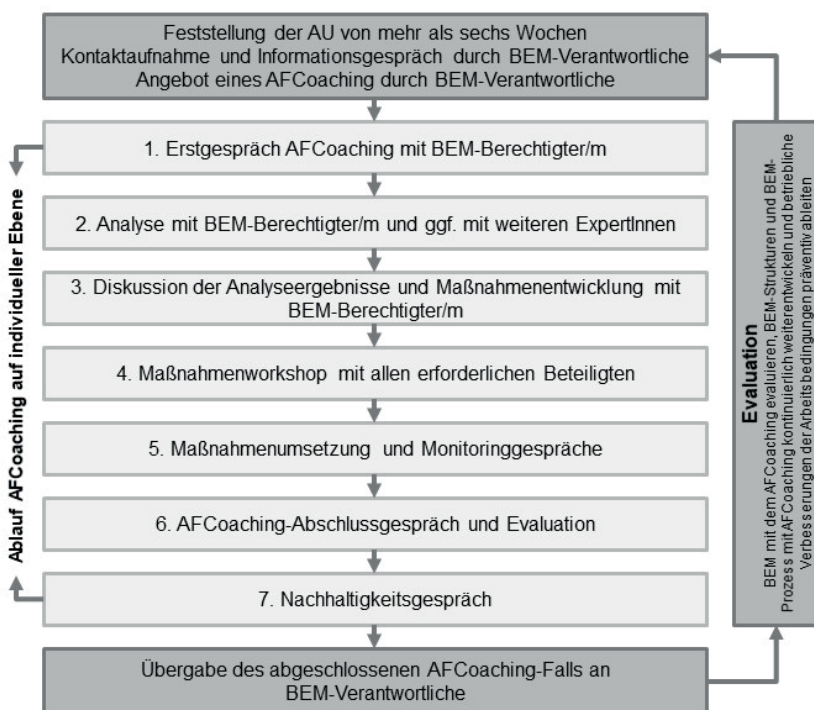 Feststellung der AU von mehr als sechs Wochen
Kontaktaufnahme und Informationsgespräch durch BEM-Verantwortliche
Angebot eines AFCoaching durch BEM-Verantwortliche
Ablauf AFCoaching auf individueller Ebene
1. Erstgespräch AFCoaching mit BEM-Berechtigter/m
2. Analyse mit BEM-Berechtigter/m und ggf. mit weiteren ExpertInnen
3. Diskussion der Analyseergebnisse und Maßnahmenentwicklung mit
BEM-Berechtigter/m
4. Maßnahmenworkshop mit allen erforderlichen Beteiligten
5. Maßnahmenumsetzung und Monitoringgespräche
6. AFCoaching-Abschlussgespräch und Evaluation
7. Nachhaltigkeitsgespräch
Übergabe des abgeschlossenen AFCoaching-Falls an
BEM-Verantwortliche
Evaluation
BEM mit dem AFCoaching evaluieren, BEM-Strukturen und BEM-
Prozess mit AFCoaching kontinuierlich weiterentwickeln und betriebliche
Verbesserungen der Arbeitsbedingungen präventiv ableiten